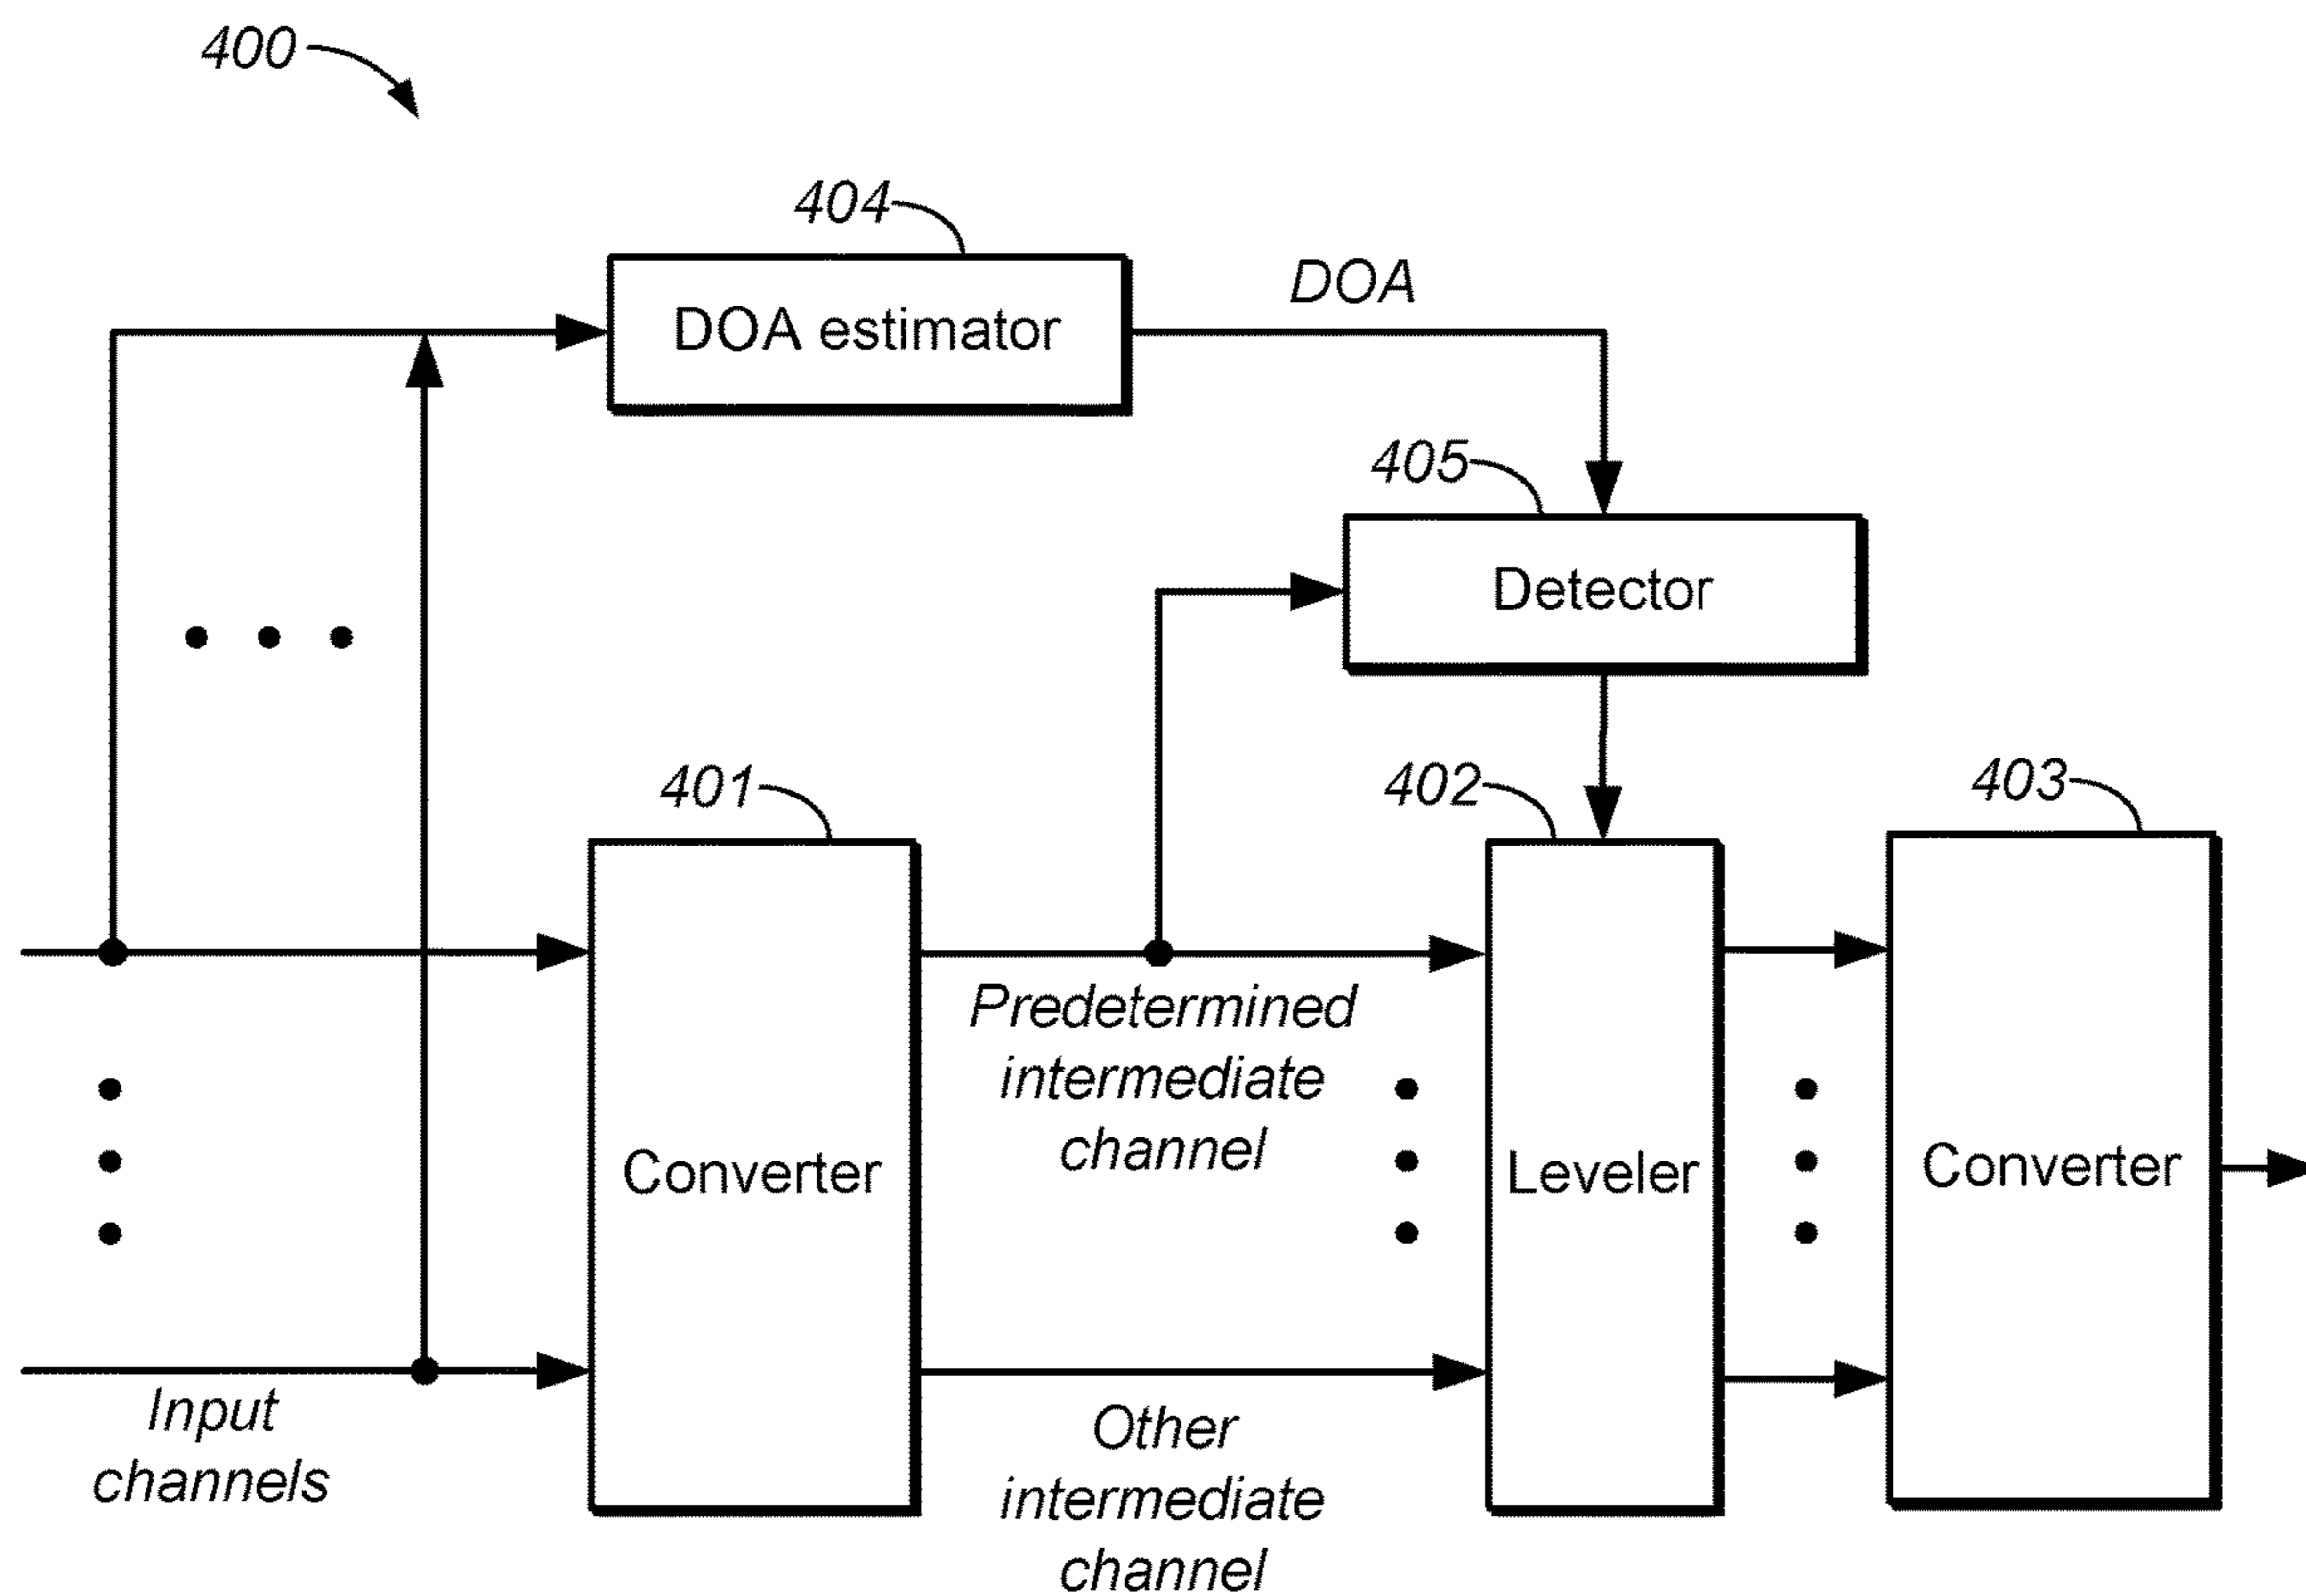 400
404
DOA estimator
DOA
405
Detector
401
402
403
Predetermined
intermediate
channel
Converter
Leveler
Converter
Input
channels
Other
intermediate
channel